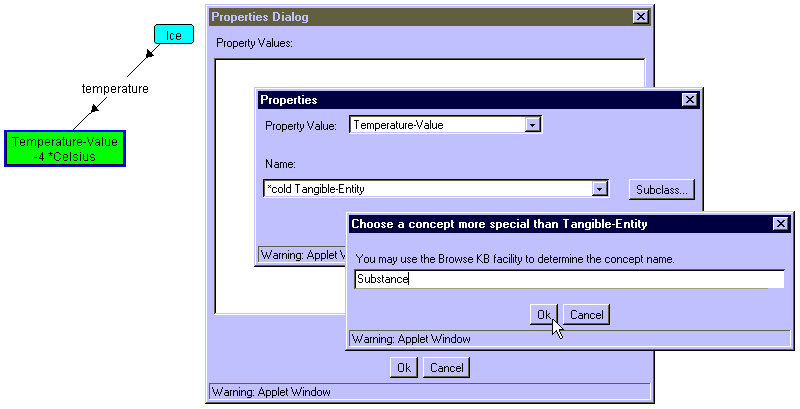 Ice
temperature
Temperature-Value
-4 *Celsius
Properties Dialog
Property Values:
Properties
Property Value:
Temperature-Value
Name:
*cold Tangible-Entity
Subclass...
Warning: Applet W
Choose a concept more special than Tangible-Entity
You may use the Browse KB facility to determine the concept name.
Substance
Ok
Cancel
Warning: Applet Window
Ok
Cancel
Warning: Applet Window